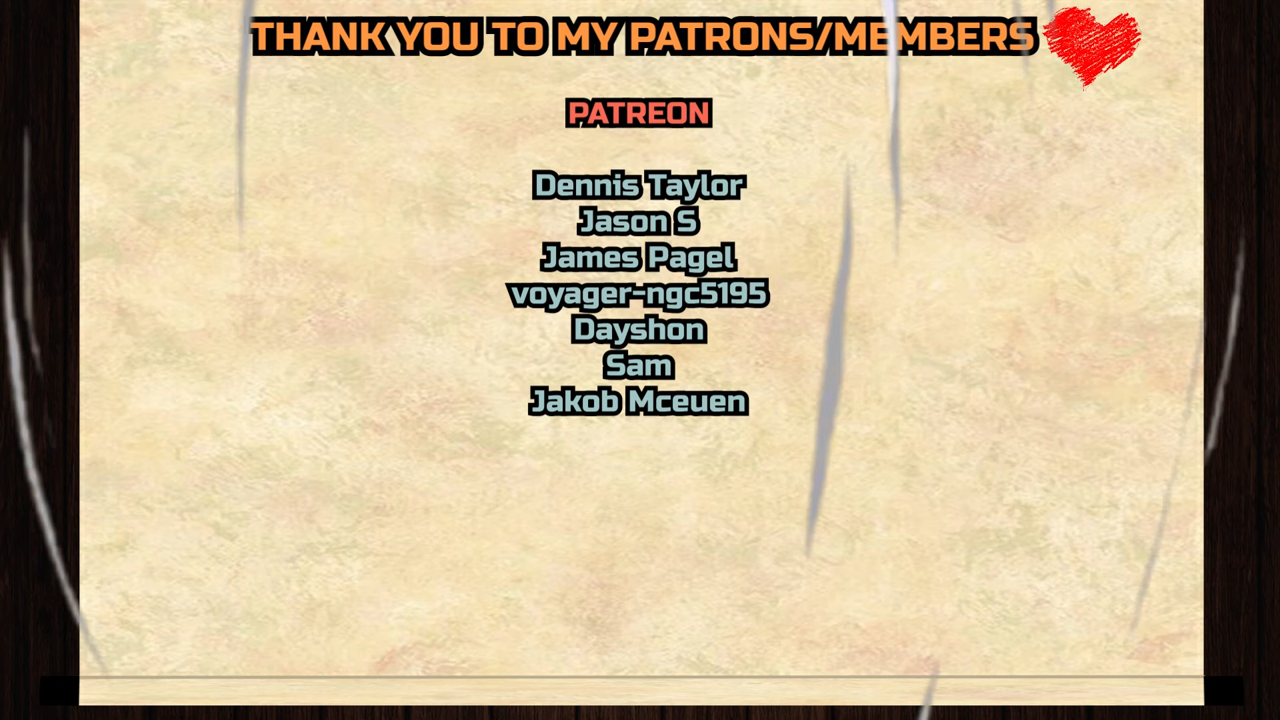 THANK YOU TO MY PATRONS/MEMBERS
PATREON
Dennis Taylor
Jason S
James Pagel
voyager-ngc5195
Dayshon
Sam
Jakob Mceuen